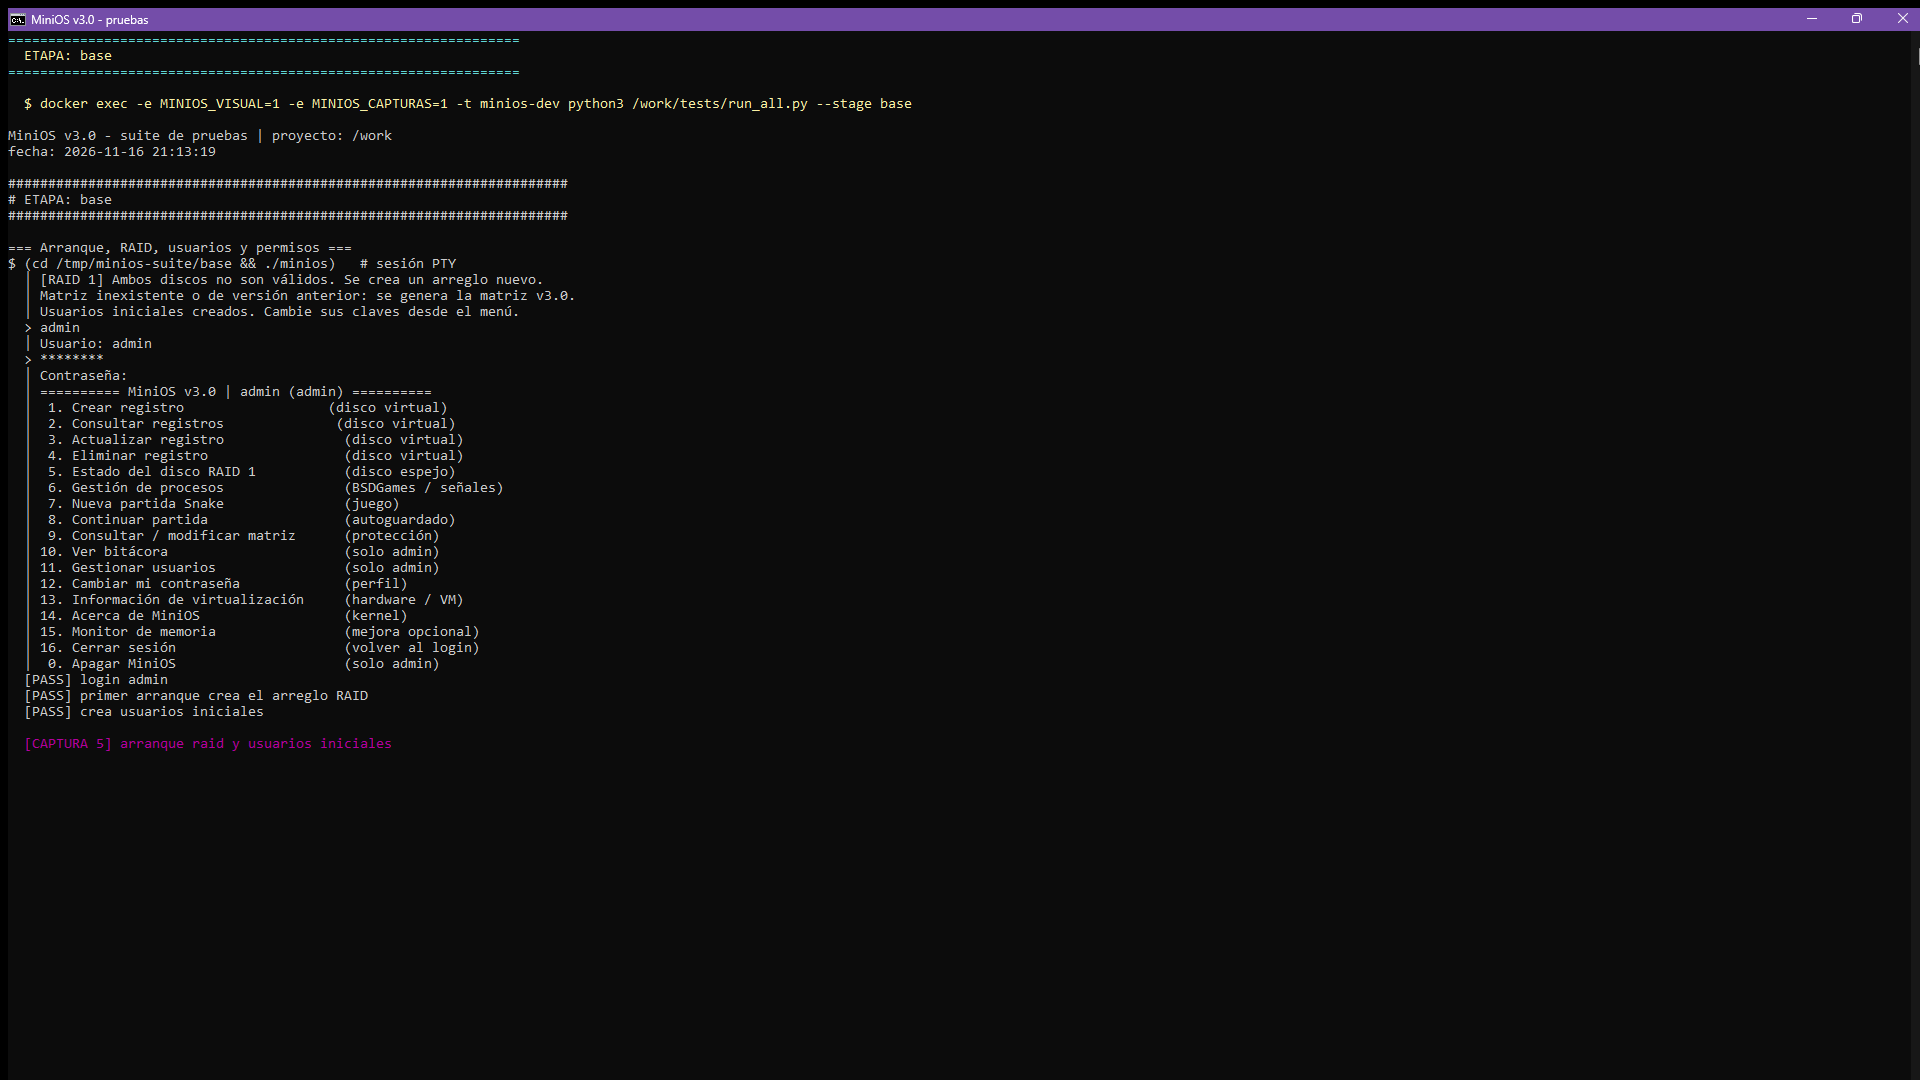 MiniOS v3.0 - pruebas
================================================================
  ETAPA: base
================================================================
  $ docker exec -e MINIOS_VISUAL=1 -e MINIOS_CAPTURAS=1 -t minios-dev python3 /work/tests/run_all.py --stage base
MiniOS v3.0 - suite de pruebas | proyecto: /work
fecha: 2026-11-16 21:13:19
######################################################################
# ETAPA: base
######################################################################
=== Arranque, RAID, usuarios y permisos ===
$ (cd /tmp/minios-suite/base && ./minios)   # sesión PTY
  | [RAID 1] Ambos discos no son válidos. Se crea un arreglo nuevo.
  | Matriz inexistente o de versión anterior: se genera la matriz v3.0.
  | Usuarios iniciales creados. Cambie sus claves desde el menú.
  > admin
  | Usuario: admin
  > ********
  | Contraseña:
  | ========== MiniOS v3.0 | admin (admin) ==========
  |  1. Crear registro                  (disco virtual)
  |  2. Consultar registros              (disco virtual)
  |  3. Actualizar registro               (disco virtual)
  |  4. Eliminar registro                 (disco virtual)
  |  5. Estado del disco RAID 1           (disco espejo)
  |  6. Gestión de procesos               (BSDGames / señales)
  |  7. Nueva partida Snake               (juego)
  |  8. Continuar partida                 (autoguardado)
  |  9. Consultar / modificar matriz      (protección)
  | 10. Ver bitácora                      (solo admin)
  | 11. Gestionar usuarios                (solo admin)
  | 12. Cambiar mi contraseña             (perfil)
  | 13. Información de virtualización     (hardware / VM)
  | 14. Acerca de MiniOS                  (kernel)
  | 15. Monitor de memoria                (mejora opcional)
  | 16. Cerrar sesión                     (volver al login)
  |  0. Apagar MiniOS                     (solo admin)
  [PASS] login admin
  [PASS] primer arranque crea el arreglo RAID
  [PASS] crea usuarios iniciales
  [CAPTURA 5] arranque raid y usuarios iniciales